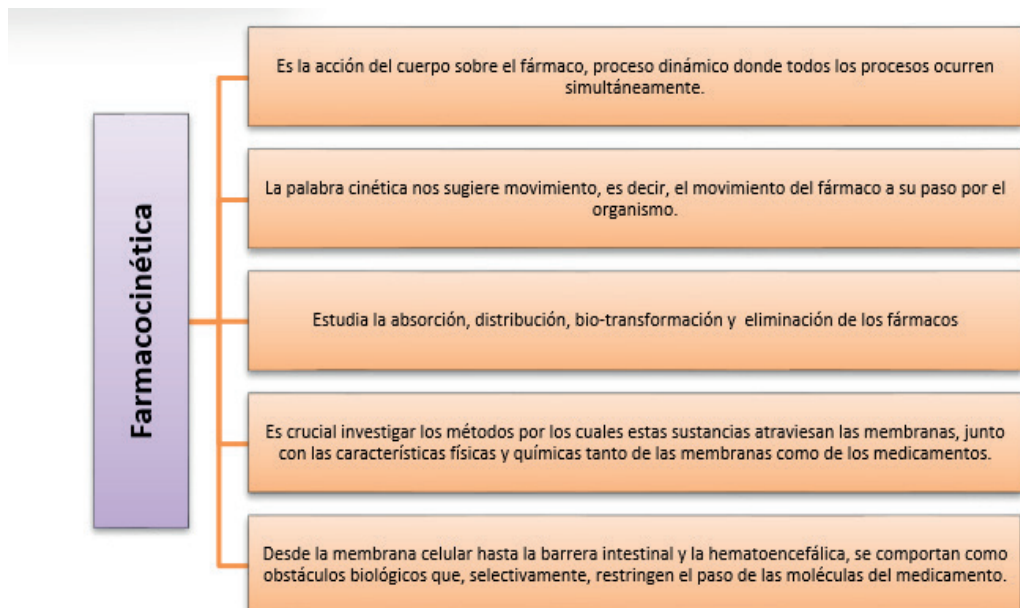 Farmacocinética
Es la acción del cuerpo sobre el fármaco, proceso dinámico donde todos los procesos ocurren
simultáneamente.
La palabra cinética nos sugiere movimiento, es decir, el movimiento del fármaco a su paso por el
organismo.
Estudia la absorción, distribución, bio-transformación y eliminación de los fármacos
Es crucial investigar los métodos por los cuales estas sustancias atraviesan las membranas, junto
con las características físicas y químicas tanto de las membranas como de los medicamentos.
Desde la membrana celular hasta la barrera intestinal y la hematoencefálica, se comportan como
obstáculos biológicos que, selectivamente, restringen el paso de las moléculas del medicamento.